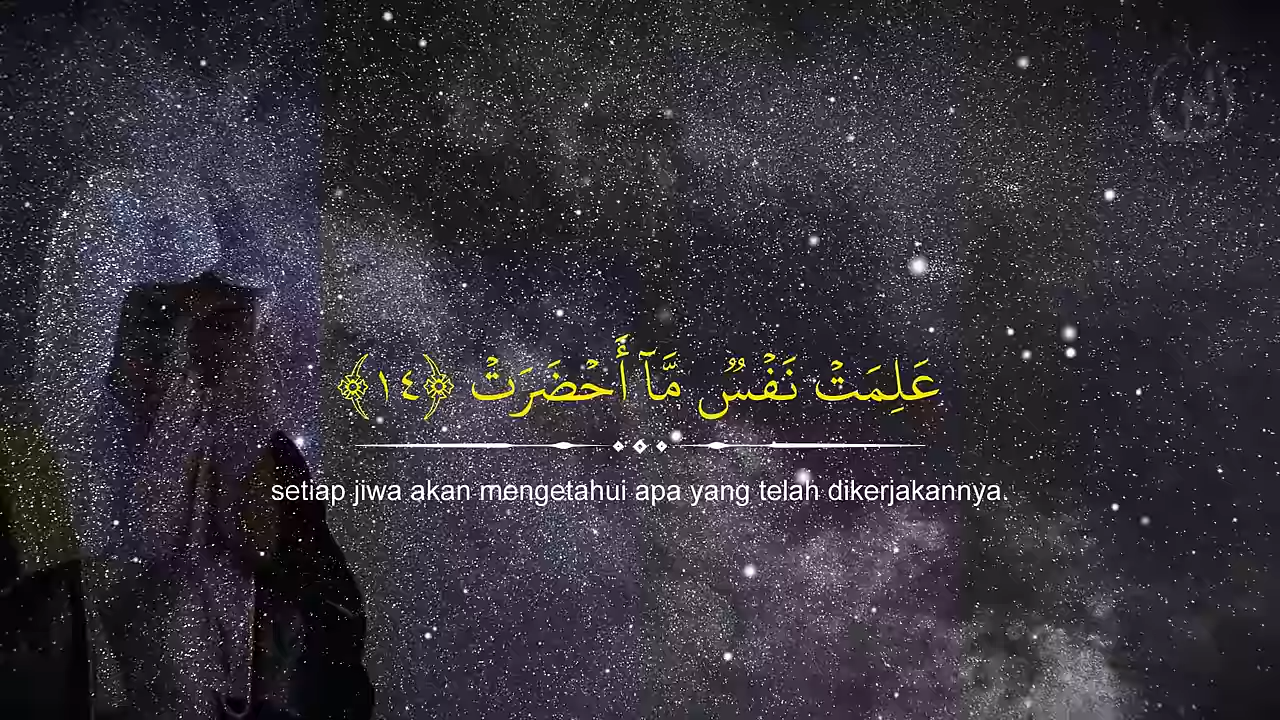 عَلِمَتْ نَفْسٌ مَّآ أَحْضَرَتْ ﴿١٤﴾
setiap jiwa akan mengetahui apa yang telah dikerjakannya.